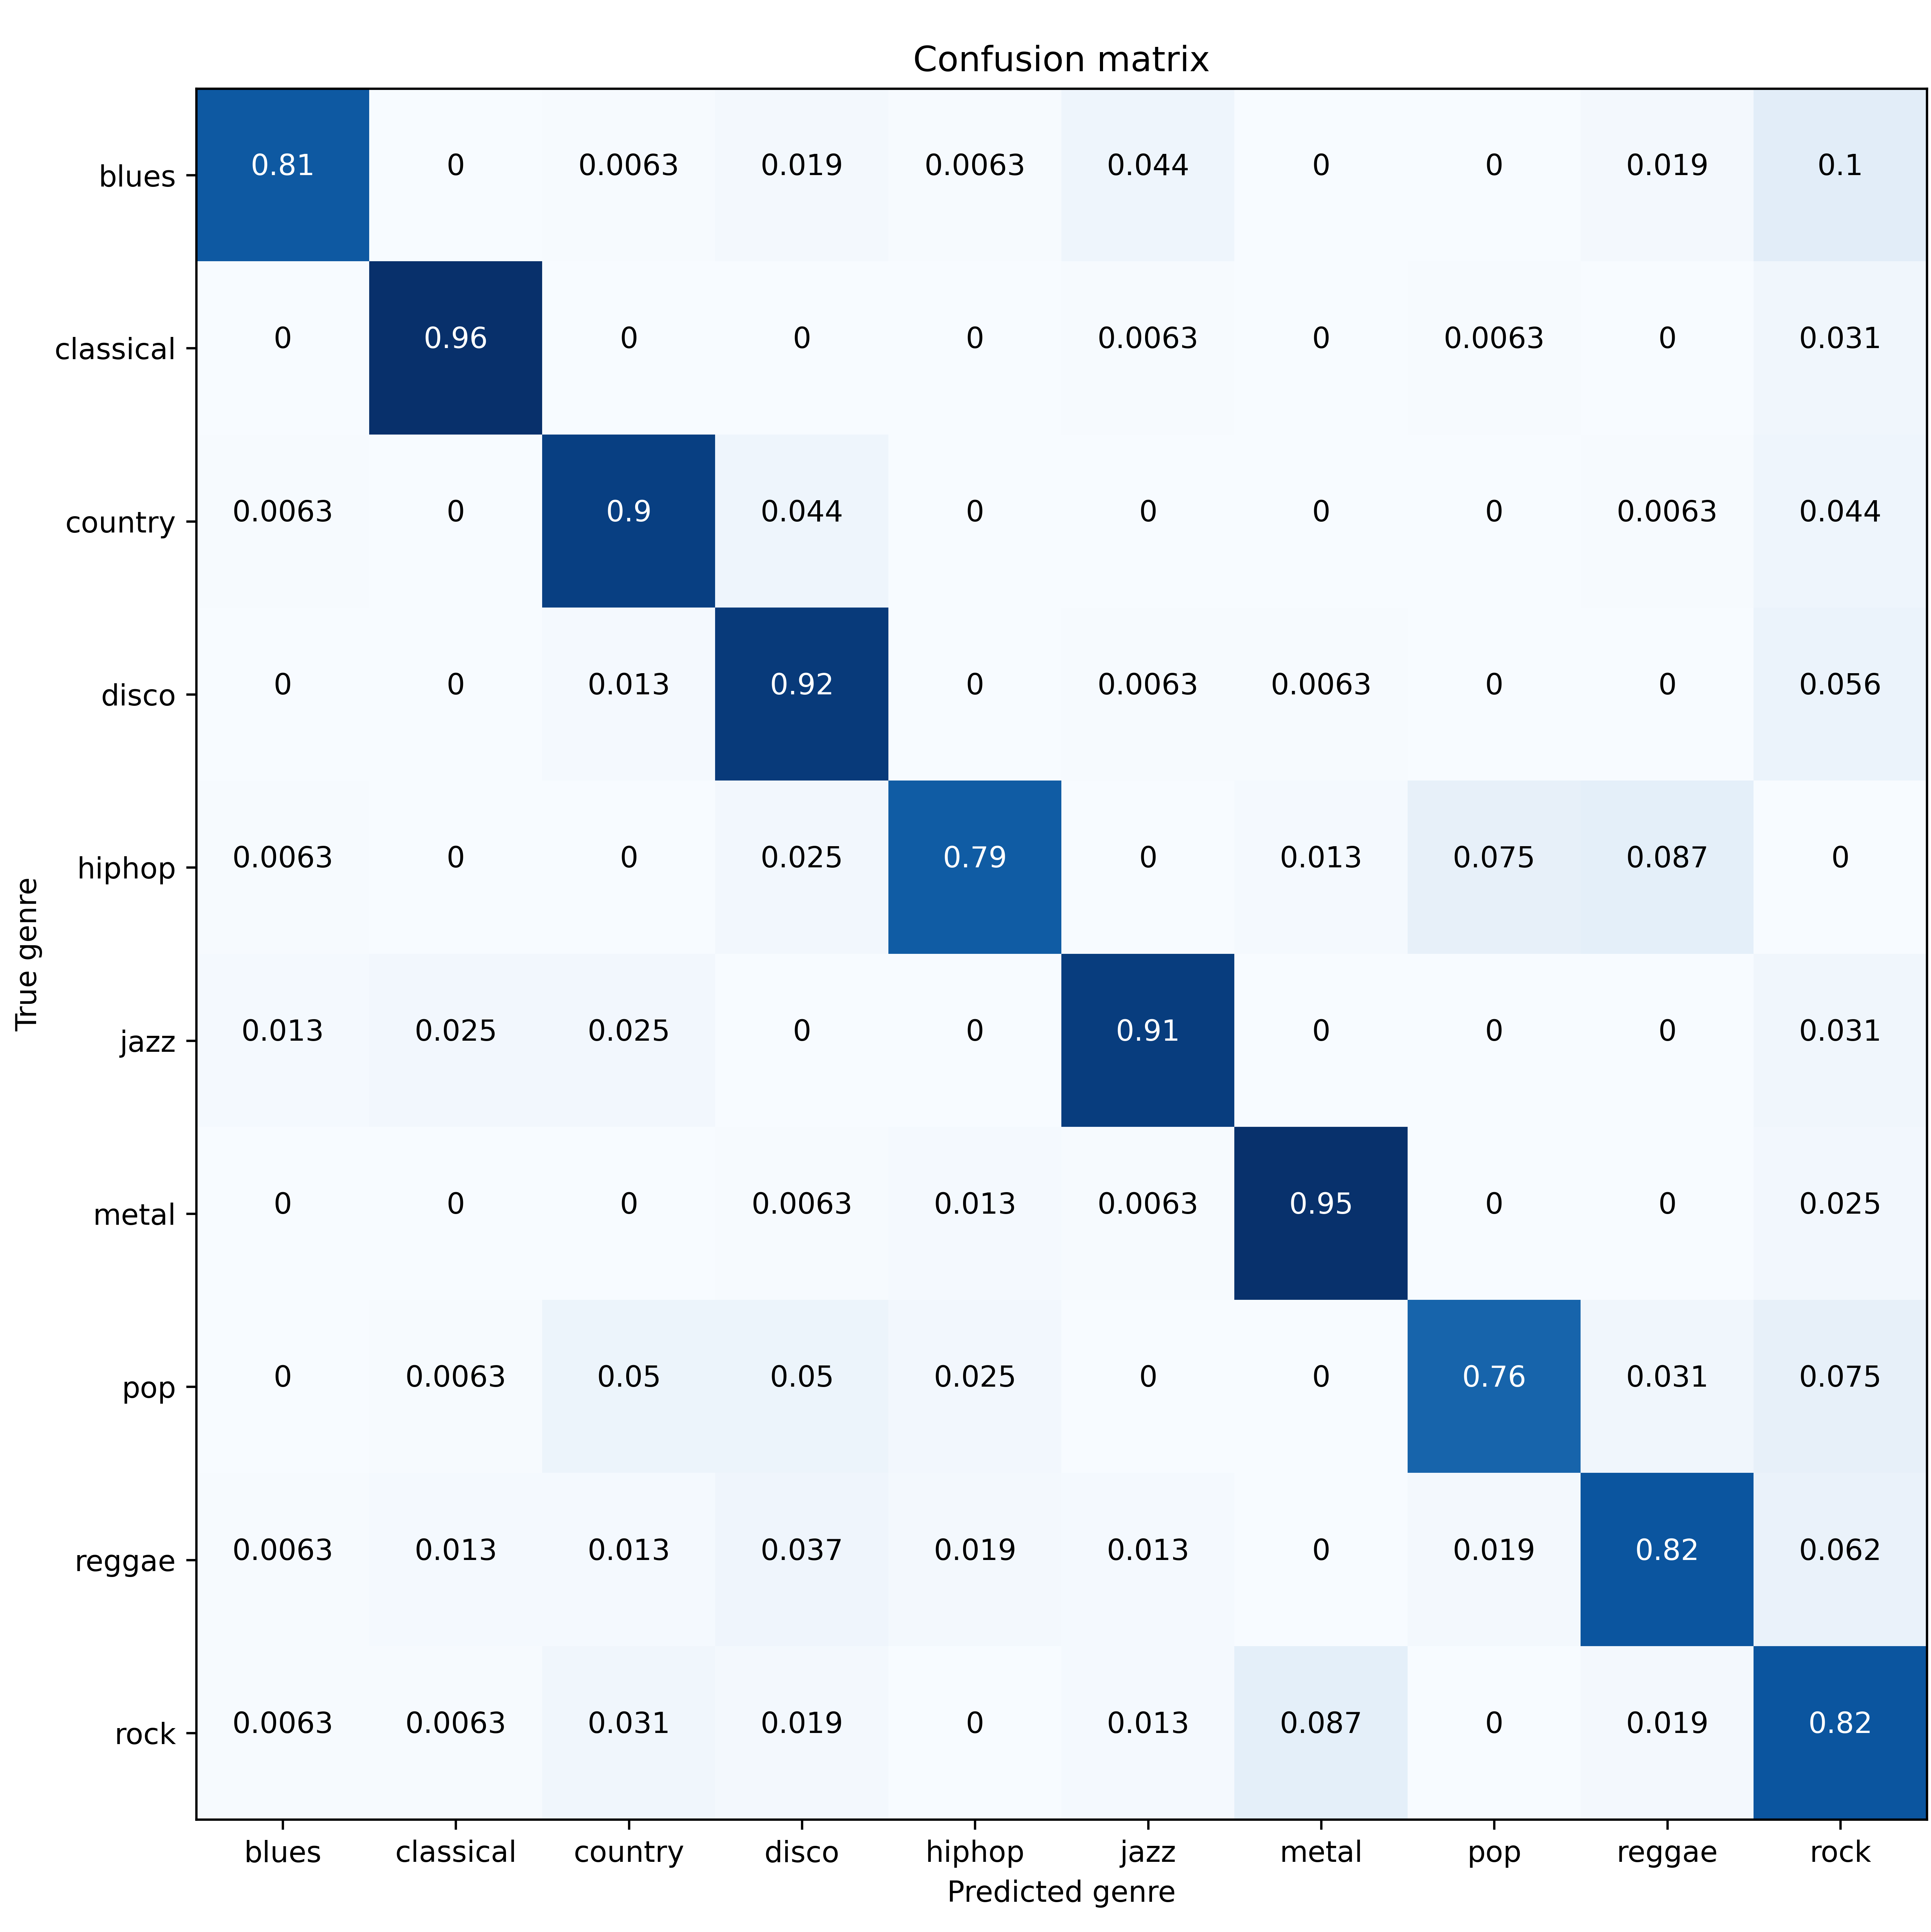 Confusion matrix
blues 0.81 0 0.0063 0.019 0.0063 0.044 0 0 0.019 0.1
classical 0 0.96 0 0 0 0.0063 0 0.0063 0 0.031
country 0.0063 0 0.9 0.044 0 0 0 0 0.0063 0.044
disco 0 0 0.013 0.92 0 0.0063 0.0063 0 0 0.056
hiphop 0.0063 0 0 0.025 0.79 0 0.013 0.075 0.087 0
True genre
jazz 0.013 0.025 0.025 0 0 0.91 0 0 0 0.031
metal 0 0 0 0.0063 0.013 0.0063 0.95 0 0 0.025
pop 0 0.0063 0.05 0.05 0.025 0 0 0.76 0.031 0.075
reggae 0.0063 0.013 0.013 0.037 0.019 0.013 0 0.019 0.82 0.062
rock 0.0063 0.0063 0.031 0.019 0 0.013 0.087 0 0.019 0.82
blues classical country disco hiphop jazz metal pop reggae rock
Predicted genre